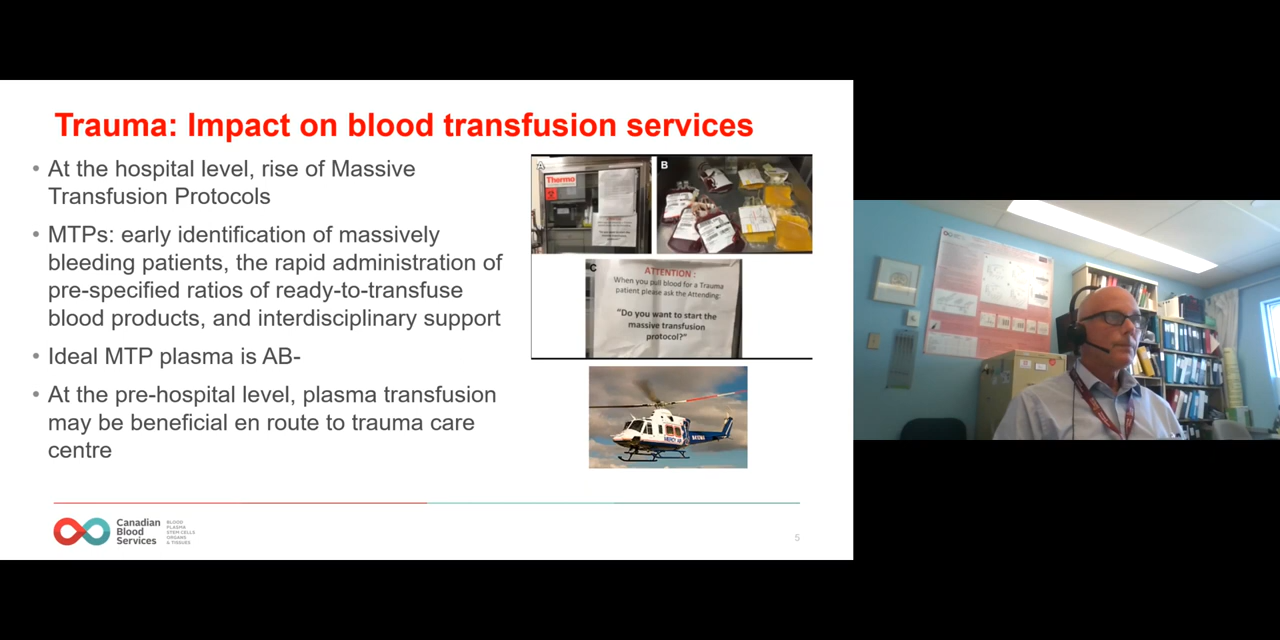 Trauma: Impact on blood transfusion services
• At the hospital level, rise of Massive
Transfusion Protocols
• MTPs: early identification of massively
bleeding patients, the rapid administration of
pre-specified ratios of ready-to-transfuse
blood products, and interdisciplinary support
• Ideal MTP plasma is AB-
• At the pre-hospital level, plasma transfusion
may be beneficial en route to trauma care
centre
A
Thermo
B
C
ATTENTION :
When you pull blood for a Trauma
patient please ask the Attending:
"Do you want to start the
massive transfusion
protocol?"
Canadian
Blood
Services
BLOOD
PLASMA
STEM CELLS
ORGANS
& TISSUES
5